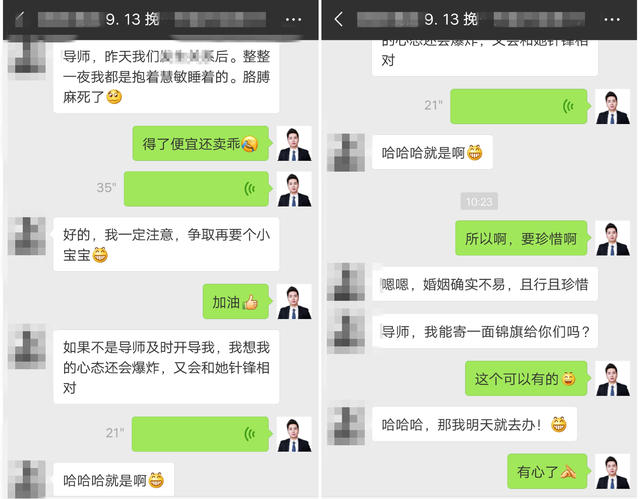 9. 13 挽
导师，昨天我们发生关系后。整整
一夜我都是抱着慧敏睡着的。胳膊
麻死了
得了便宜还卖乖
35"
好的，我一定注意，争取再要个小
宝宝
加油
如果不是导师及时开导我，我想我
的心态还会爆炸，又会和她针锋相
对
21"
哈哈哈就是啊
9. 13 挽
的心态还会爆炸，又会和她针锋相
对
21"
哈哈哈就是啊
10:23
所以啊，要珍惜啊
嗯嗯，婚姻确实不易，且行且珍惜
导师，我能寄一面锦旗给你们吗？
这个可以有的
哈哈哈，那我明天就去办！
有心了